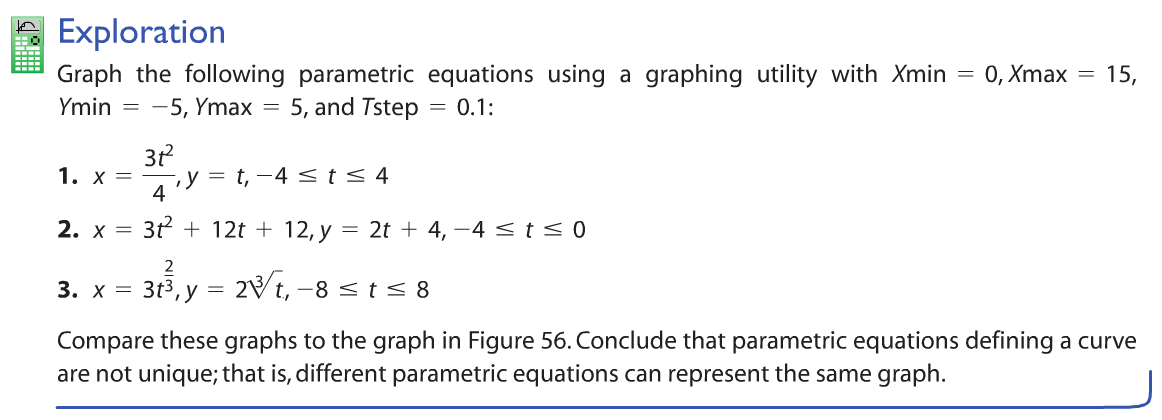 Exploration
Graph the following parametric equations using a graphing utility with Xmin = 0, Xmax = 15,
Ymin = −5, Ymax = 5, and Tstep = 0.1:
1. x = 3t²/4, y = t, −4 ≤ t ≤ 4
2. x = 3t² + 12t + 12, y = 2t + 4, −4 ≤ t ≤ 0
3. x = 3t^(2/3), y = 2∛t, −8 ≤ t ≤ 8
Compare these graphs to the graph in Figure 56. Conclude that parametric equations defining a curve
are not unique; that is, different parametric equations can represent the same graph.